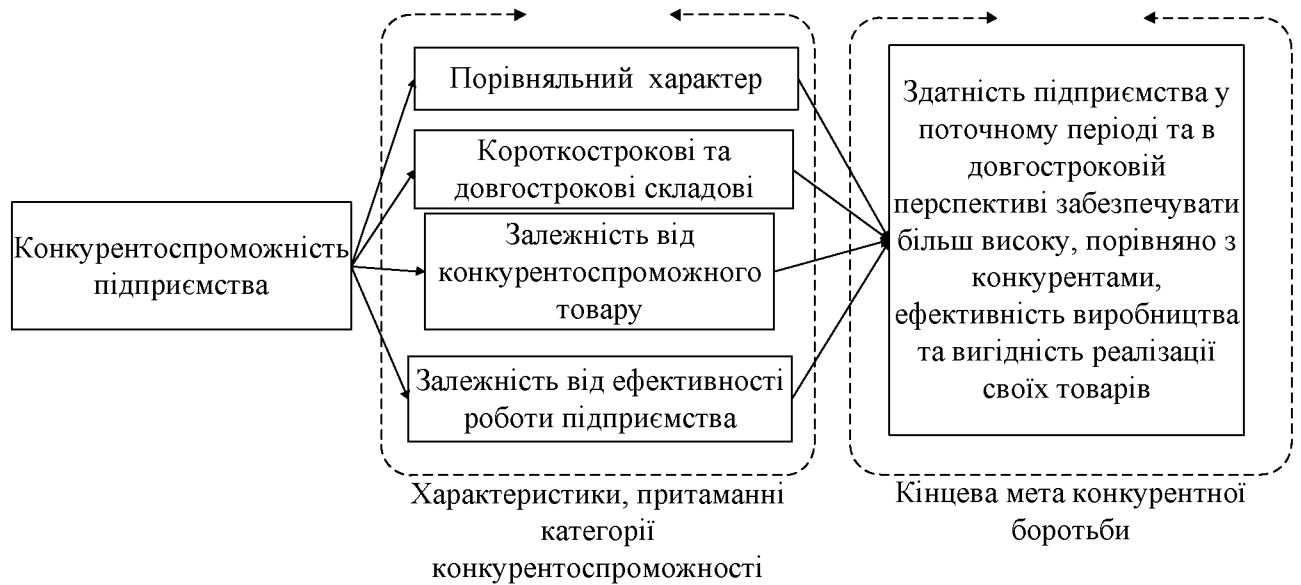 Конкурентоспроможність
підприємства
Порівняльний характер
Короткострокові та
довгострокові складові
Залежність від
конкурентоспроможного
товару
Залежність від ефективності
роботи підприємства
Характеристики, притаманні
категорії
конкурентоспроможності
Здатність підприємства у
поточному періоді та в
довгостроковій
перспективі забезпечувати
більш високу, порівняно з
конкурентами,
ефективність виробництва
та вигідність реалізації
своїх товарів
Кінцева мета конкурентної
боротьби